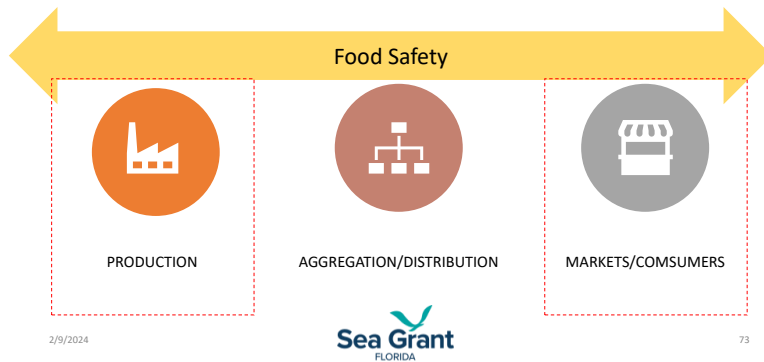 Food Safety
PRODUCTION
AGGREGATION/DISTRIBUTION
MARKETS/COMSUMERS
2/9/2024
Sea Grant
FLORIDA
73